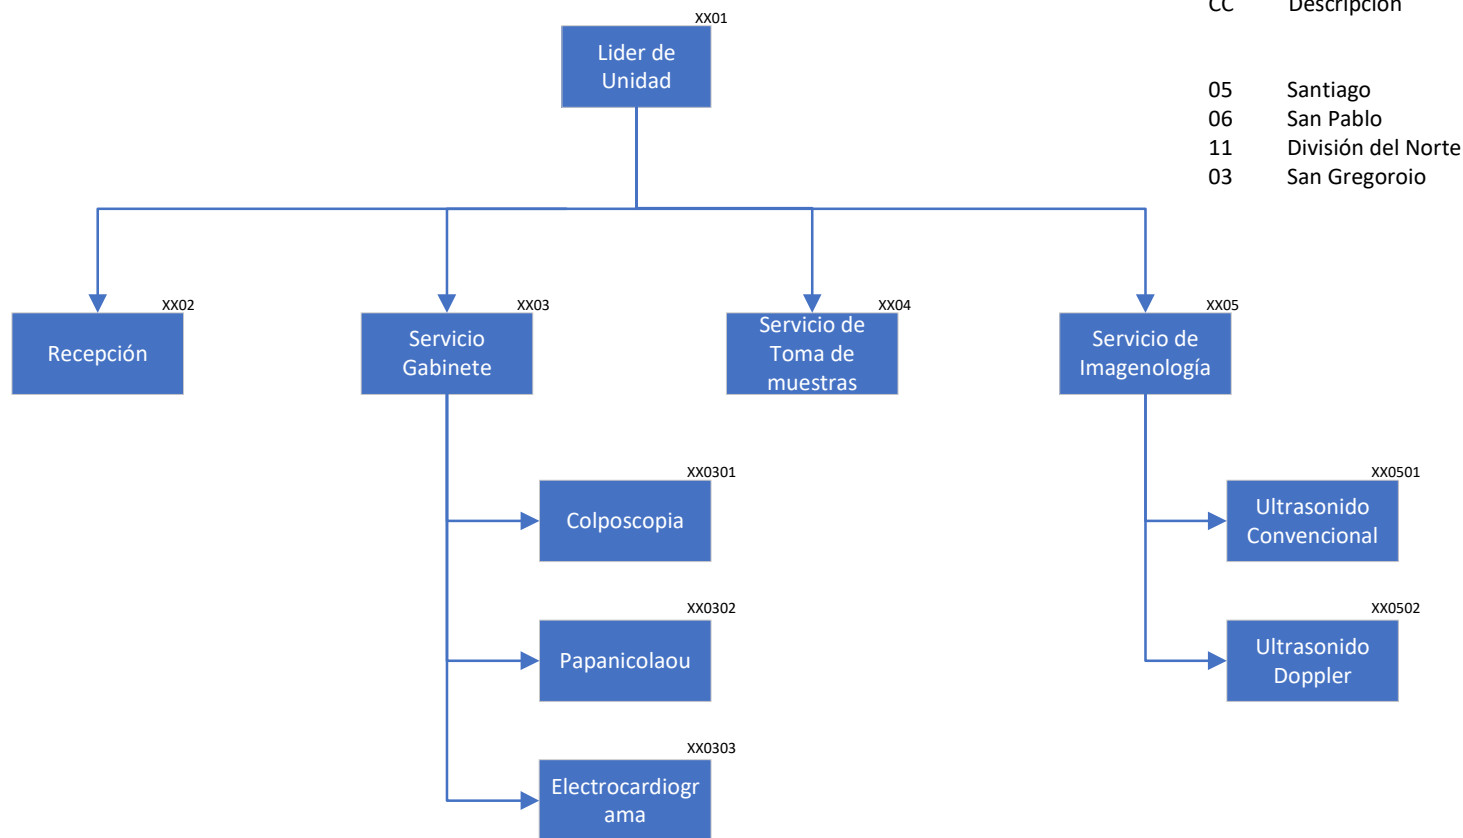 XX01
Lider de
Unidad
CC Descripción
05 Santiago
06 San Pablo
11 División del Norte
03 San Gregoroio
XX02
Recepción
XX03
Servicio
Gabinete
XX04
Servicio de
Toma de
muestras
XX05
Servicio de
Imagenología
XX0301
Colposcopia
XX0302
Papanicolaou
XX0303
Electrocardiogr
ama
XX0501
Ultrasonido
Convencional
XX0502
Ultrasonido
Doppler